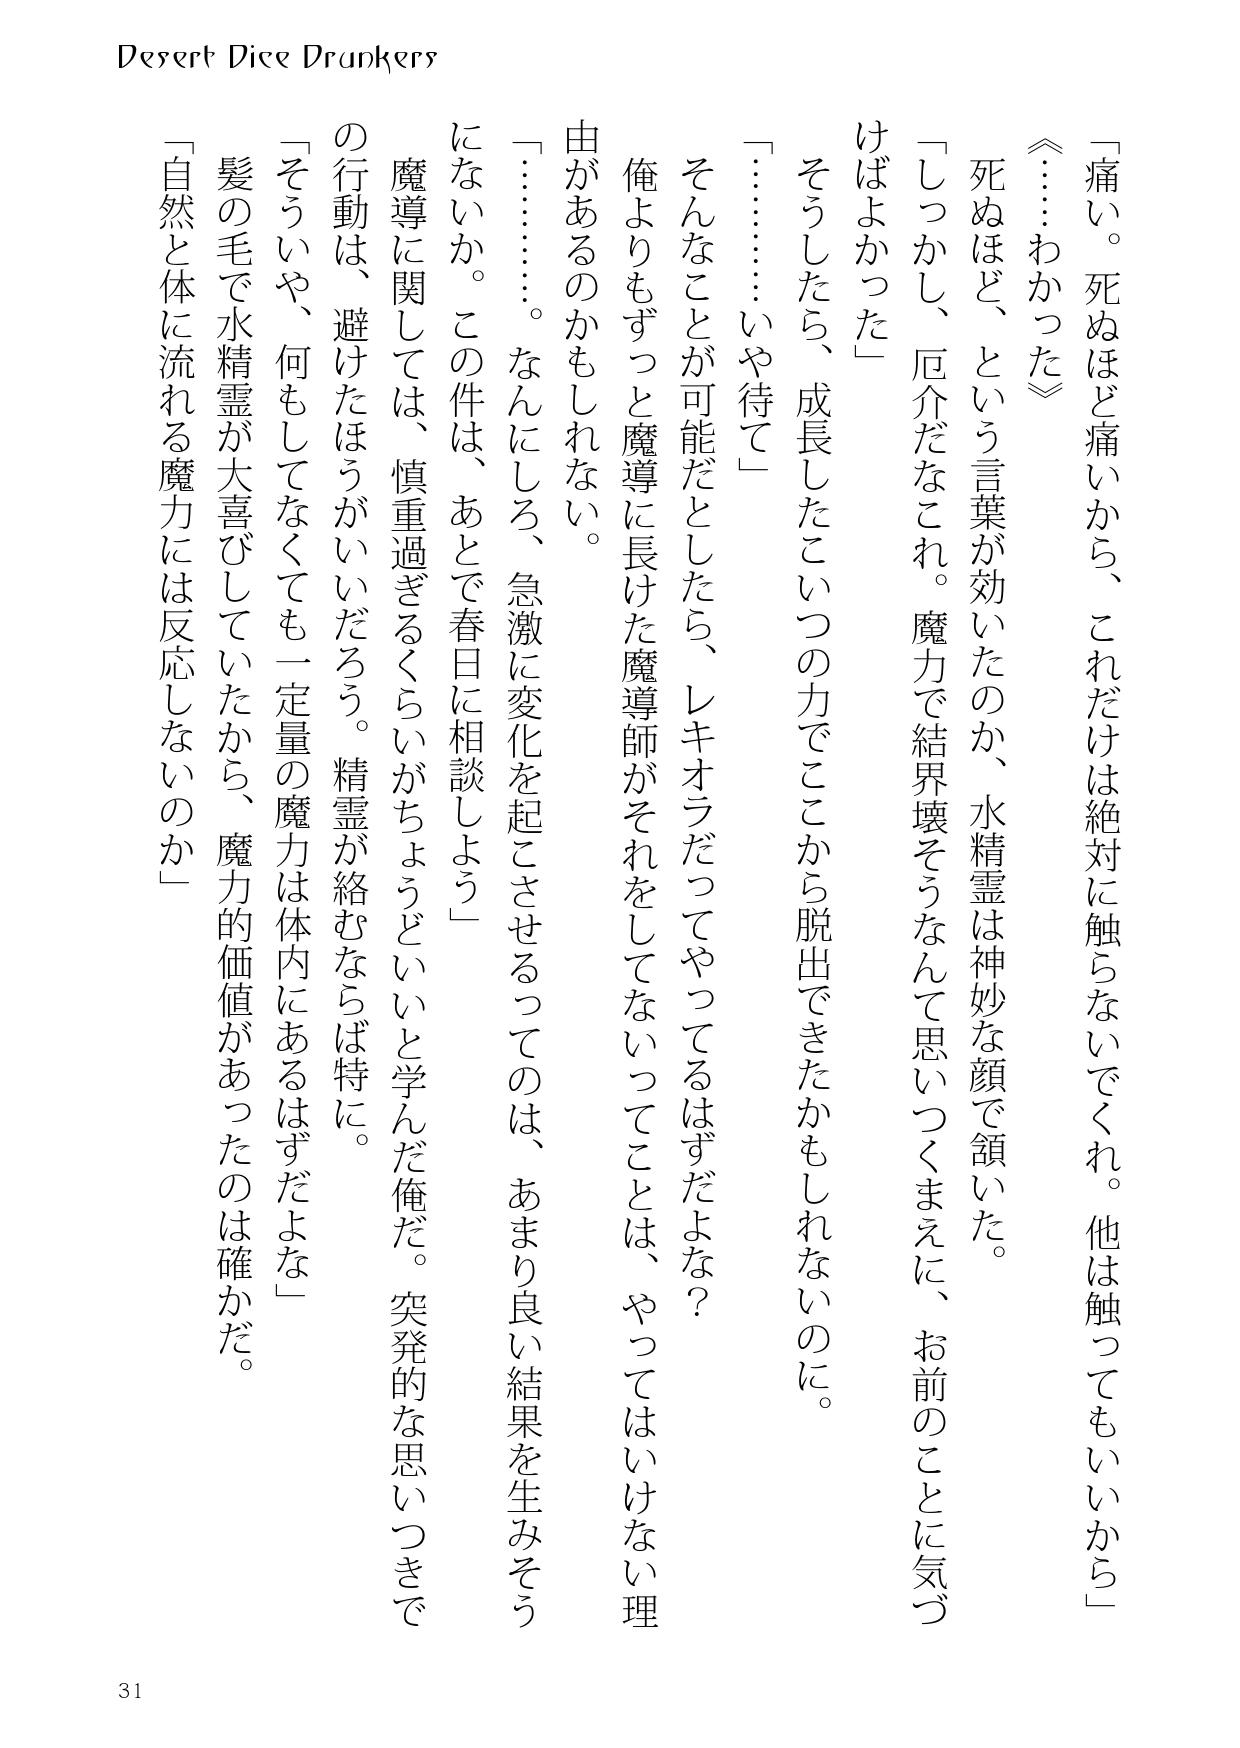 Desert Dice Drunkers
「痛い。死ぬほど痛いから、これだけは絶対に触らないでくれ。他は触ってもいいから」
《……わかった》
　死ぬほど、という言葉が効いたのか、水精霊は神妙な顔で頷いた。
「しっかし、厄介だなこれ。魔力で結界壊そうなんて思いつくまえに、お前のことに気づ
けばよかった」
　そうしたら、成長したこいつの力でここから脱出できたかもしれないのに。
「…………いや待て」
　そんなことが可能だとしたら、レキオラだってやってるはずだよな？
　俺よりもずっと魔導に長けた魔導師がそれをしてないってことは、やってはいけない理
由があるのかもしれない。
「…………。なんにしろ、急激に変化を起こさせるってのは、あまり良い結果を生みそう
にないか。この件は、あとで春日に相談しよう」
　魔導に関しては、慎重過ぎるくらいがちょうどいいと学んだ俺だ。突発的な思いつきで
の行動は、避けたほうがいいだろう。精霊が絡むならば特に。
「そういや、何もしてなくても一定量の魔力は体内にあるはずだよな」
　髪の毛で水精霊が大喜びしていたから、魔力的価値があったのは確かだ。
「自然と体に流れる魔力には反応しないのか」
31